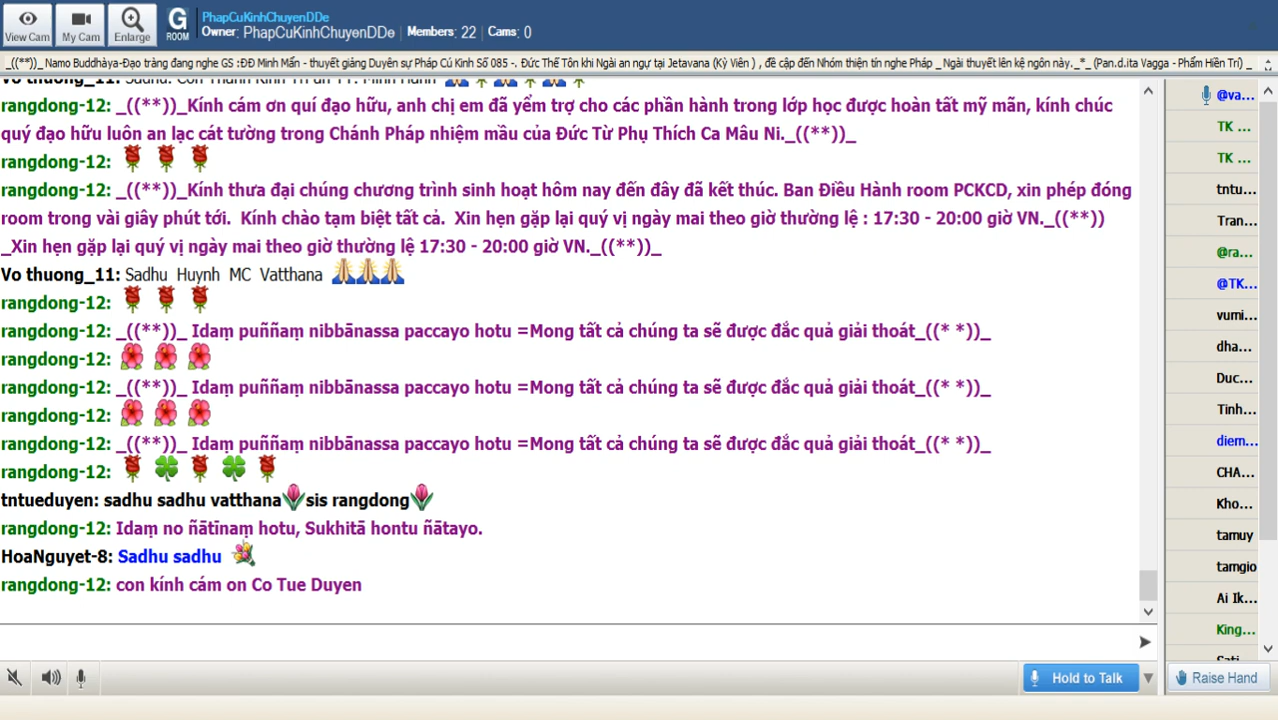 View Cam
My Cam
Enlarge
G
ROOM
PhapCuKinhChuyenDDe
Owner: PhapCuKinhChuyenDDe Members: 22 Cams: 0
_((**))_ Namo Buddhàya-Đạo tràng đang nghe GS :ĐĐ Minh Mẫn - thuyết giảng Duyên sự Pháp Cú Kinh Số 085 -. Đức Thế Tôn khi Ngài an ngự tại Jetavana (Kỳ Viên ) , đề cập đến Nhóm thiện tín nghe Pháp _ Ngài thuyết lên kệ ngôn này._*_ (Pan.d.ita Vagga - Phẩm Hiền Trí) _
Vo thuong_11: Sadhu. Con Thành Kính Tri ân TT. Minh Hạnh
rangdong-12: _((**))_Kính cám ơn quí đạo hữu, anh chị em đã yểm trợ cho các phần hành trong lớp học được hoàn tất mỹ mãn, kính chúc
quý đạo hữu luôn an lạc cát tường trong Chánh Pháp nhiệm mầu của Đức Từ Phụ Thích Ca Mâu Ni._((**))_
rangdong-12:
rangdong-12: _((**))_Kính thưa đại chúng chương trình sinh hoạt hôm nay đến đây đã kết thúc. Ban Điều Hành room PCKCD, xin phép đóng
room trong vài giây phút tới. Kính chào tạm biệt tất cả. Xin hẹn gặp lại quý vị ngày mai theo giờ thường lệ : 17:30 - 20:00 giờ VN._((**))
_Xin hẹn gặp lại quý vị ngày mai theo giờ thường lệ 17:30 - 20:00 giờ VN._((**))_
Vo thuong_11: Sadhu Huynh MC Vatthana
rangdong-12:
rangdong-12: _((**))_ Idaṃ puññaṃ nibbānassa paccayo hotu =Mong tất cả chúng ta sẽ được đắc quả giải thoát_((* *))_
rangdong-12:
rangdong-12: _((**))_ Idaṃ puññaṃ nibbānassa paccayo hotu =Mong tất cả chúng ta sẽ được đắc quả giải thoát_((* *))_
rangdong-12:
rangdong-12: _((**))_ Idaṃ puññaṃ nibbānassa paccayo hotu =Mong tất cả chúng ta sẽ được đắc quả giải thoát_((* *))_
rangdong-12:
tntueduyen: sadhu sadhu vatthana sis rangdong
rangdong-12: Idaṃ no ñātīnaṃ hotu, Sukhitā hontu ñātayo.
HoaNguyet-8: Sadhu sadhu
rangdong-12: con kính cám on Co Tue Duyen
@va...
TK ...
TK ...
tntu...
Tran...
@ra...
@TK...
vumi...
dha...
Duc...
Tinh...
diem...
CHA...
Kho...
tamuy
tamgio
Ai Ik...
King...
Hold to Talk
Raise Hand